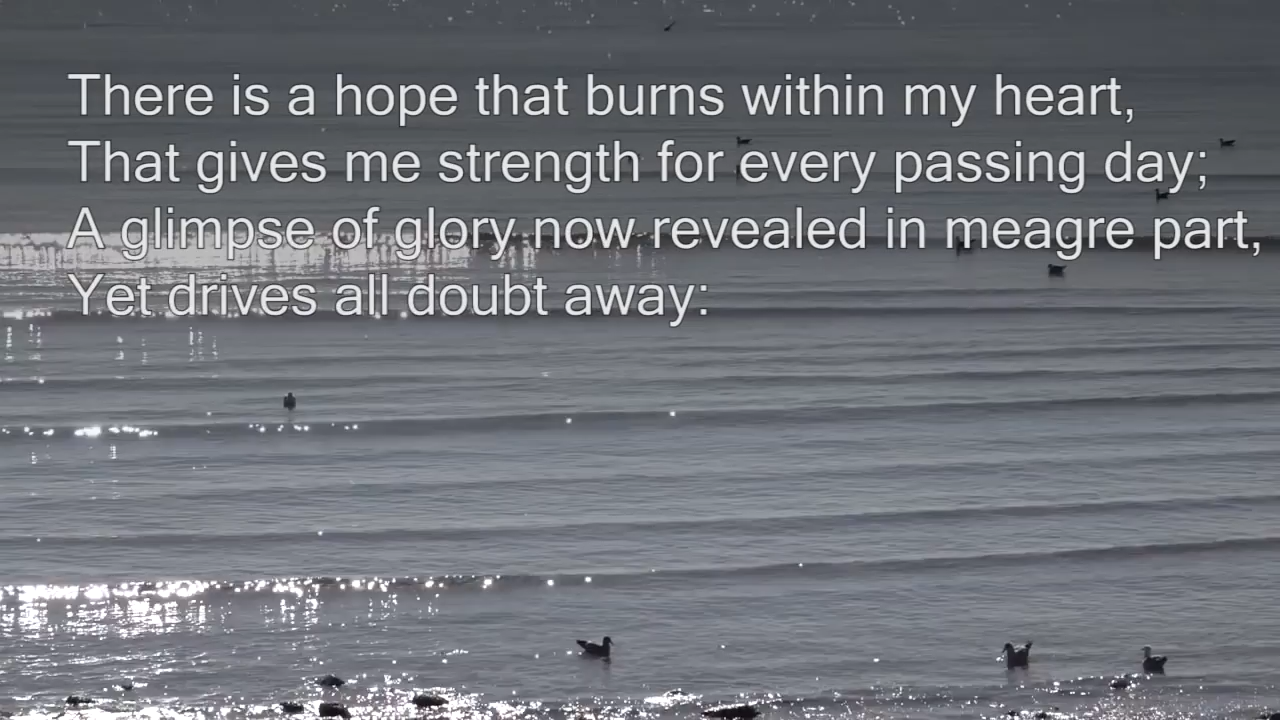 There is a hope that burns within my heart,
That gives me strength for every passing day;
A glimpse of glory now revealed in meagre part,
Yet drives all doubt away: